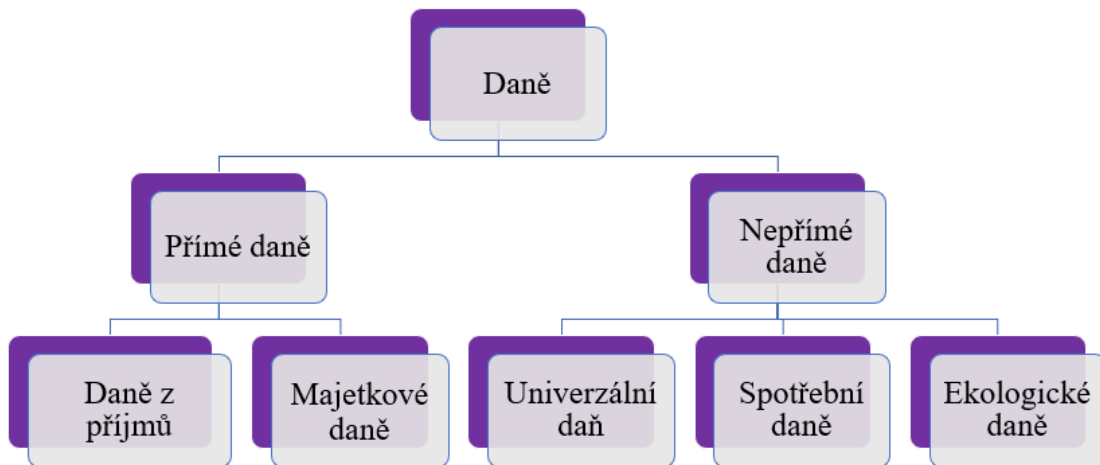 Daně
Přímé daně
Nepřímé
daně
Daně z
příjmů
Majetkové
daně
Univerzální
daň
Spotřební
daně
Ekologické
daně